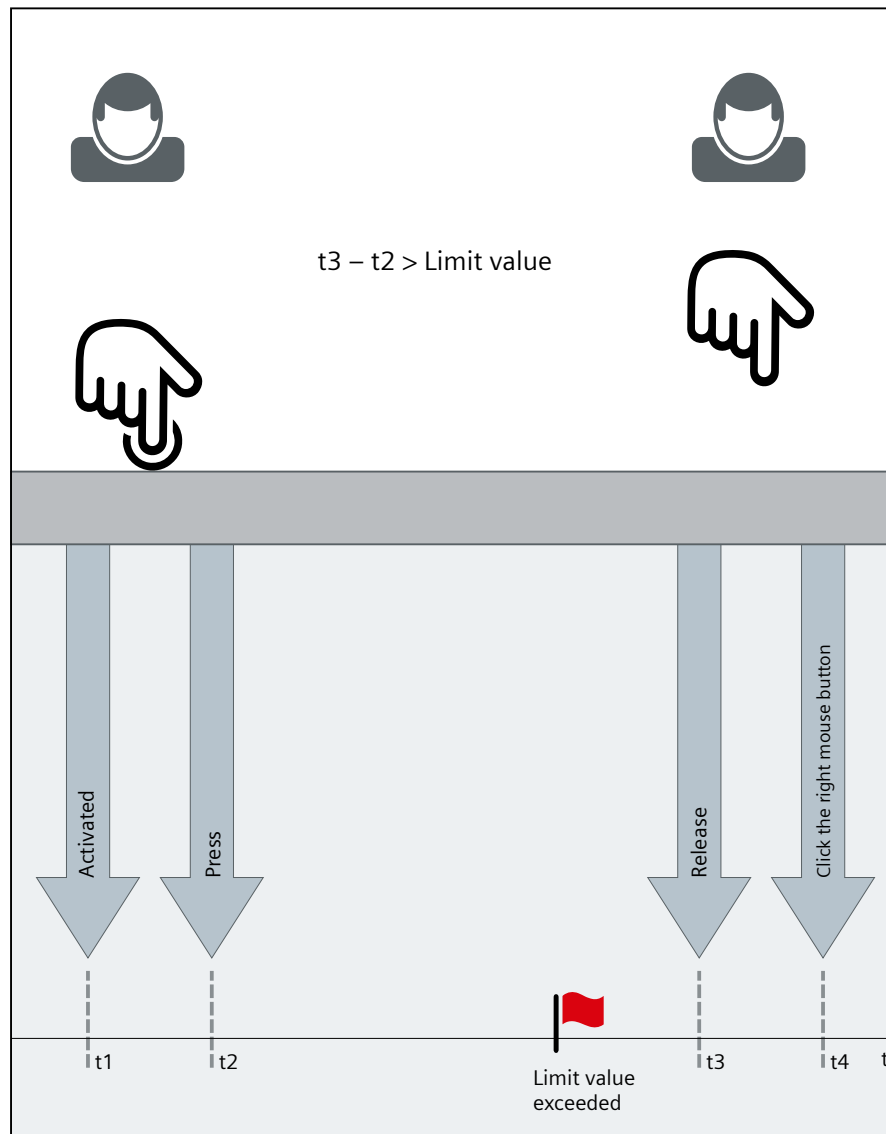 t3 – t2 > Limit value
Activated
Press
Release
Click the right mouse button
t1
t2
t3
t4
t
Limit value
exceeded